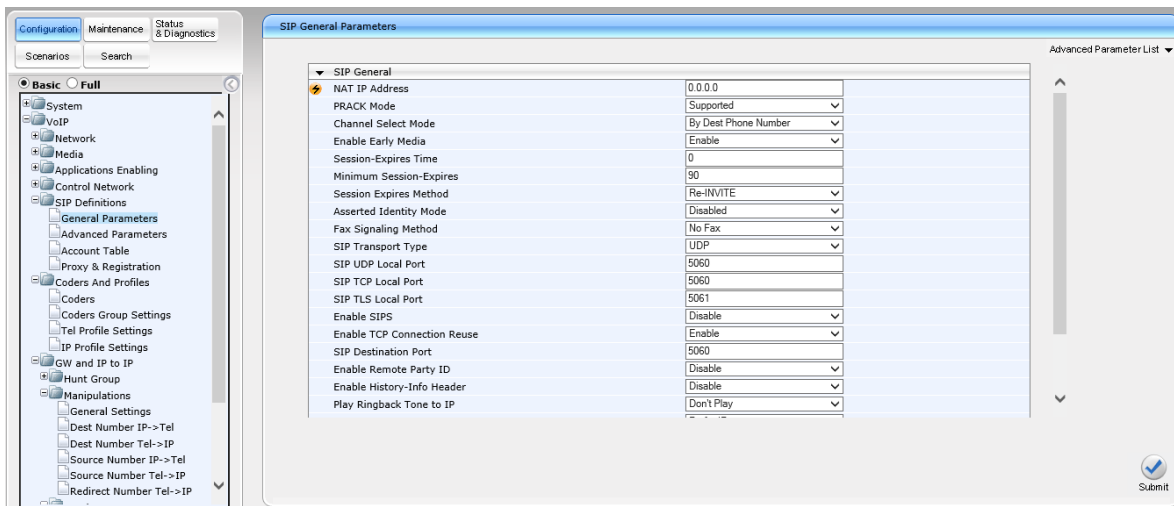 Configuration
Maintenance
Status
& Diagnostics
Scenarios
Search
Basic
Full
System
VoIP
Network
Media
Applications Enabling
Control Network
SIP Definitions
General Parameters
Advanced Parameters
Account Table
Proxy & Registration
Coders And Profiles
Coders
Coders Group Settings
Tel Profile Settings
IP Profile Settings
GW and IP to IP
Hunt Group
Manipulations
General Settings
Dest Number IP->Tel
Dest Number Tel->IP
Source Number IP->Tel
Source Number Tel->IP
Redirect Number Tel->IP
SIP General Parameters
Advanced Parameter List
SIP General
NAT IP Address 0.0.0.0
PRACK Mode Supported
Channel Select Mode By Dest Phone Number
Enable Early Media Enable
Session-Expires Time 0
Minimum Session-Expires 90
Session Expires Method Re-INVITE
Asserted Identity Mode Disabled
Fax Signaling Method No Fax
SIP Transport Type UDP
SIP UDP Local Port 5060
SIP TCP Local Port 5060
SIP TLS Local Port 5061
Enable SIPS Disable
Enable TCP Connection Reuse Enable
SIP Destination Port 5060
Enable Remote Party ID Disable
Enable History-Info Header Disable
Play Ringback Tone to IP Don't Play
Submit